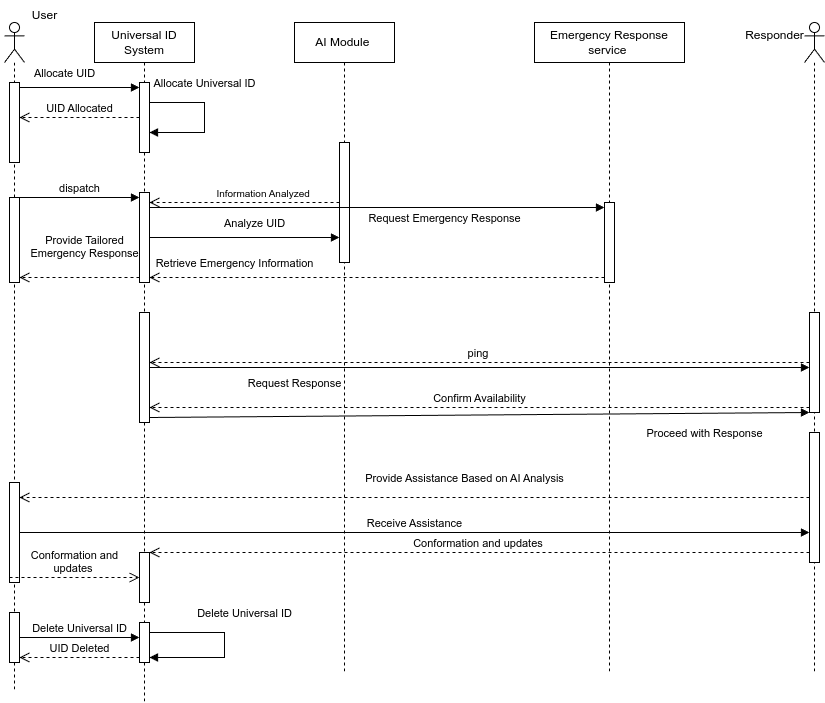 User
Universal ID
System
AI Module
Emergency Response
service
Responder
Allocate UID
Allocate Universal ID
UID Allocated
dispatch
Information Analyzed
Request Emergency Response
Analyze UID
Provide Tailored
Emergency Response
Retrieve Emergency Information
ping
Request Response
Confirm Availability
Proceed with Response
Provide Assistance Based on AI Analysis
Receive Assistance
Conformation and updates
Conformation and
updates
Delete Universal ID
Delete Universal ID
UID Deleted